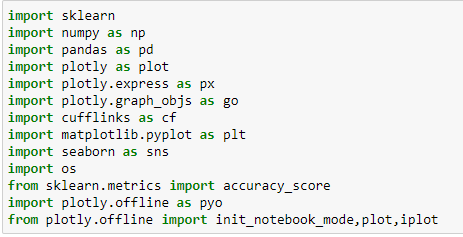 import sklearn
import numpy as np
import pandas as pd
import plotly as plot
import plotly.express as px
import plotly.graph_objs as go
import cufflinks as cf
import matplotlib.pyplot as plt
import seaborn as sns
import os
from sklearn.metrics import accuracy_score
import plotly.offline as pyo
from plotly.offline import init_notebook_mode,plot,iplot